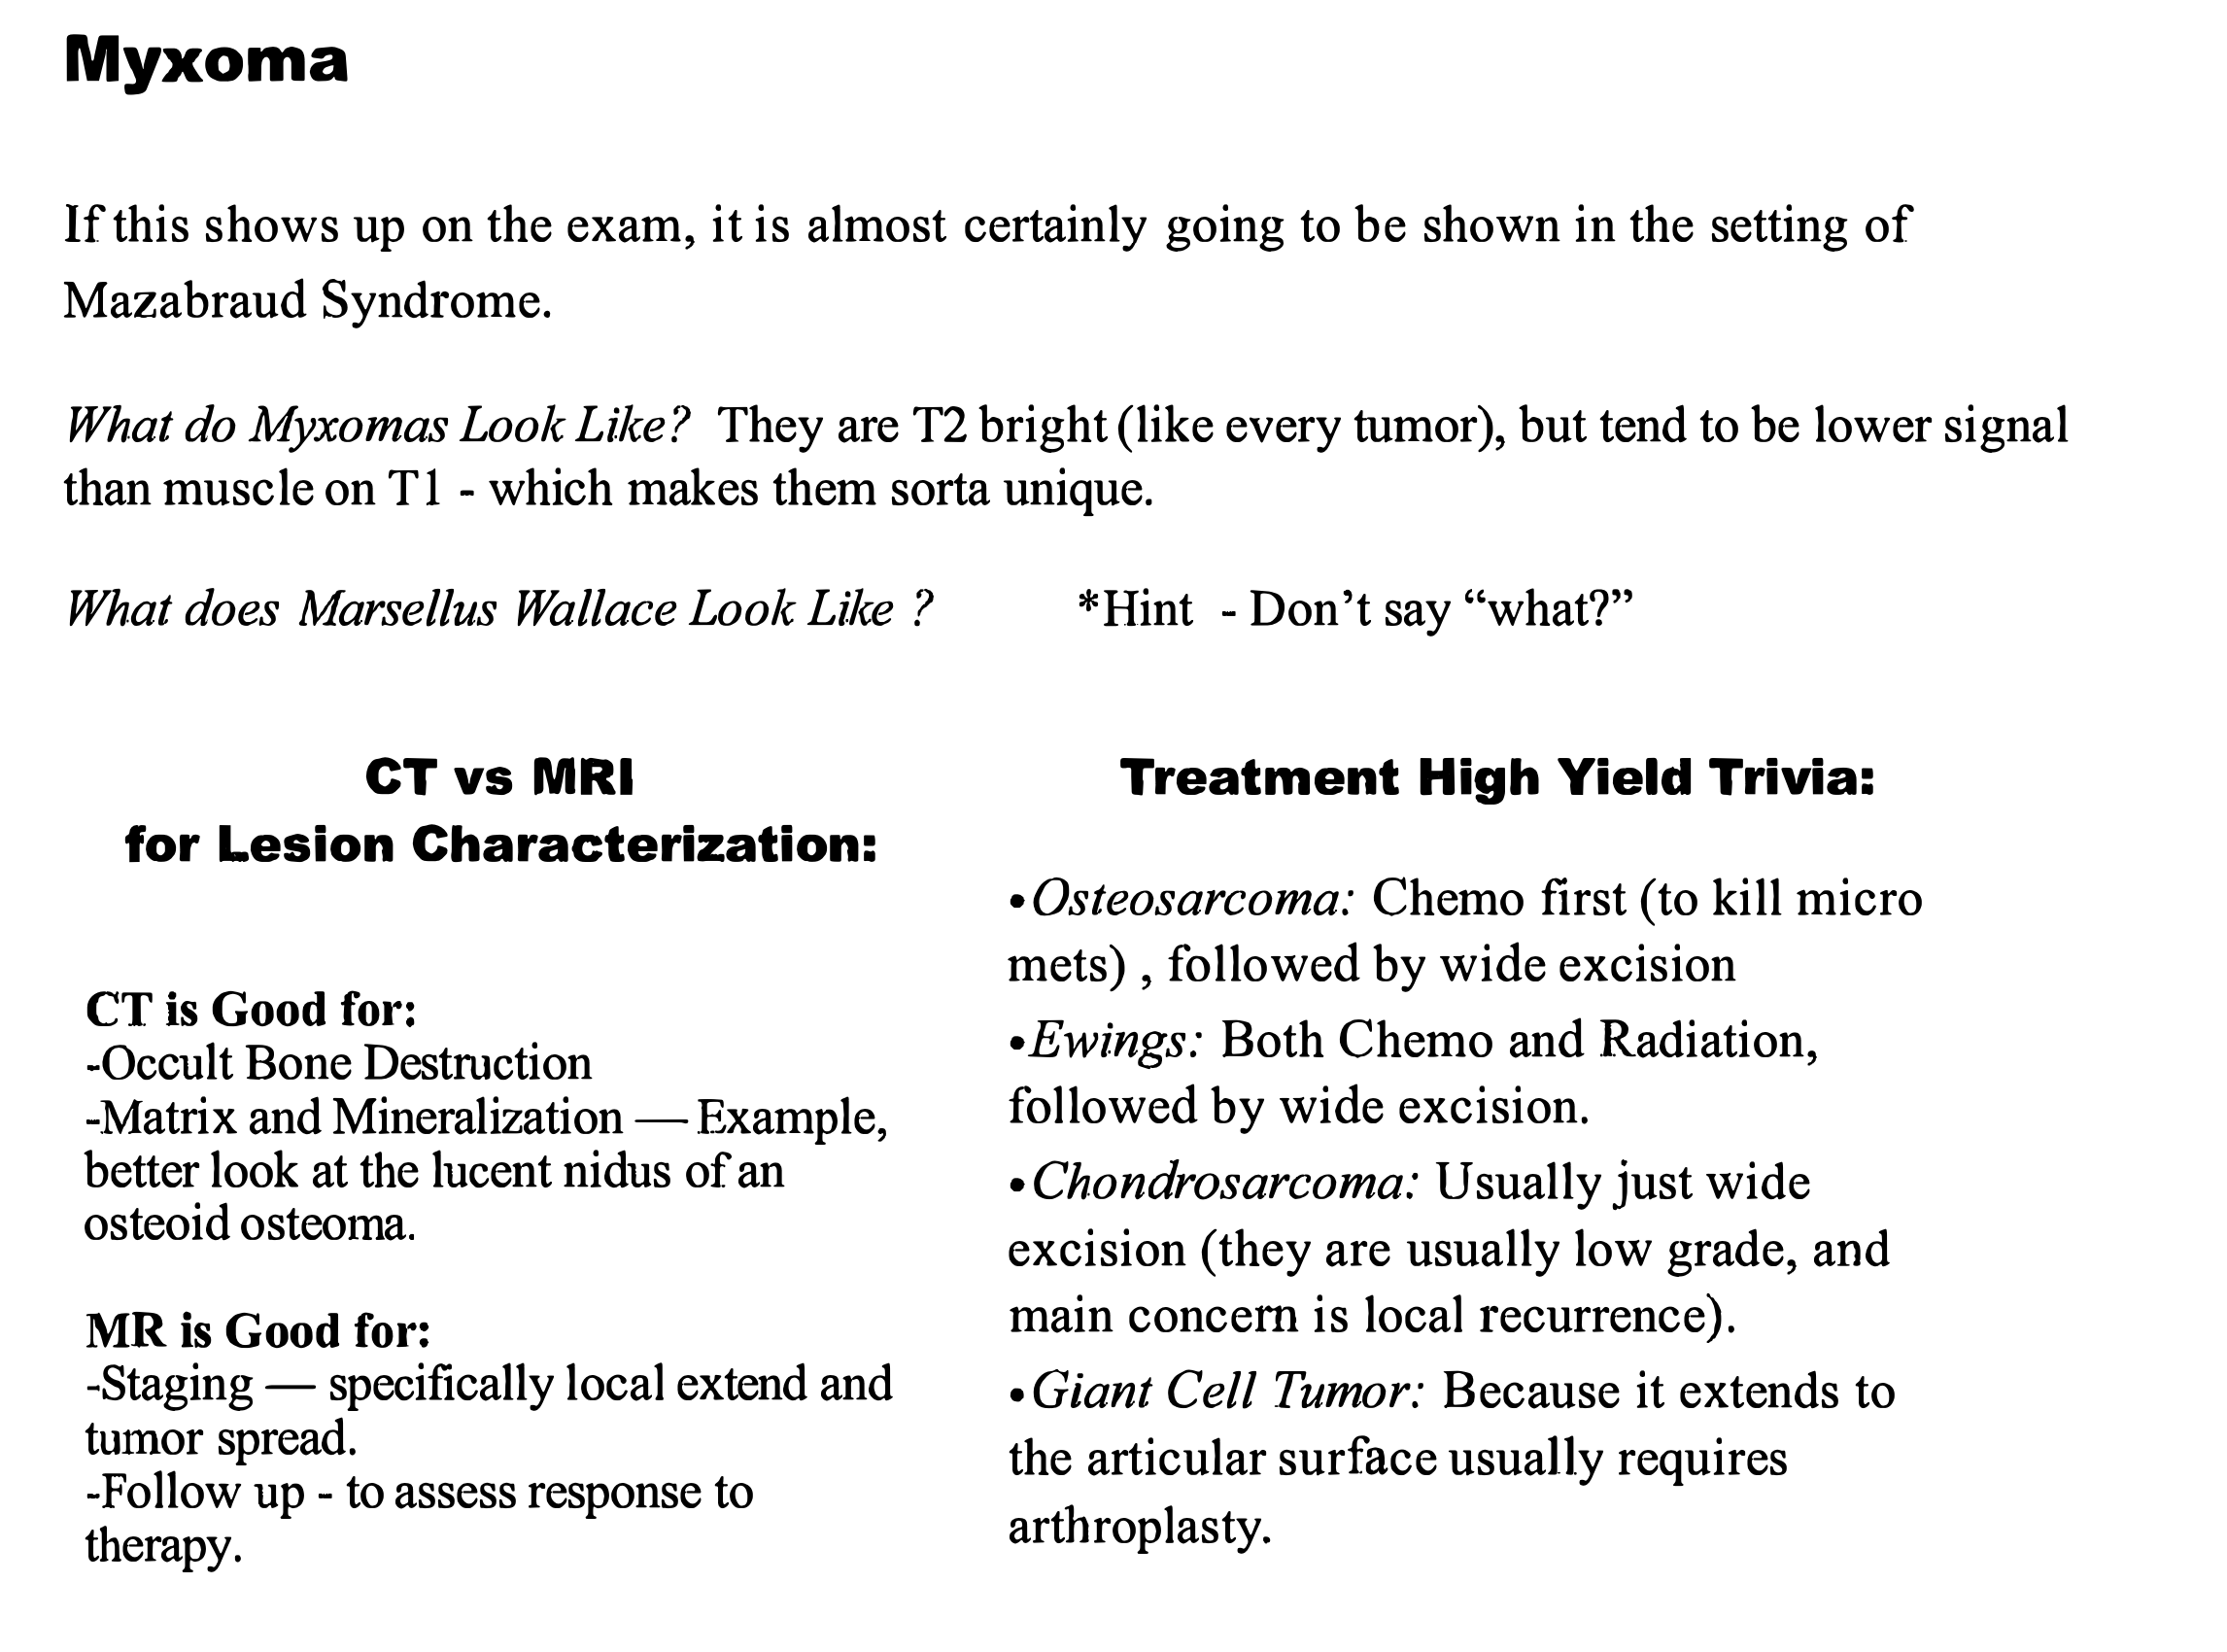 Myxoma
If this shows up on the exam, it is almost certainly going to be shown in the setting of
Mazabraud Syndrome.
What do Myxomas Look Like? They are T2 bright (like every tumor), but tend to be lower signal
than muscle on T1 - which makes them sorta unique.
What does Marsellus Wallace Look Like ? *Hint - Don't say “what?”
CT vs MRI
for Lesion Characterization:
CT is Good for:
-Occult Bone Destruction
-Matrix and Mineralization — Example,
better look at the lucent nidus of an
osteoid osteoma.
MR is Good for:
-Staging — specifically local extend and
tumor spread.
-Follow up - to assess response to
therapy.
Treatment High Yield Trivia:
•Osteosarcoma: Chemo first (to kill micro
mets) , followed by wide excision
•Ewings: Both Chemo and Radiation,
followed by wide excision.
•Chondrosarcoma: Usually just wide
excision (they are usually low grade, and
main concern is local recurrence).
•Giant Cell Tumor: Because it extends to
the articular surface usually requires
arthroplasty.